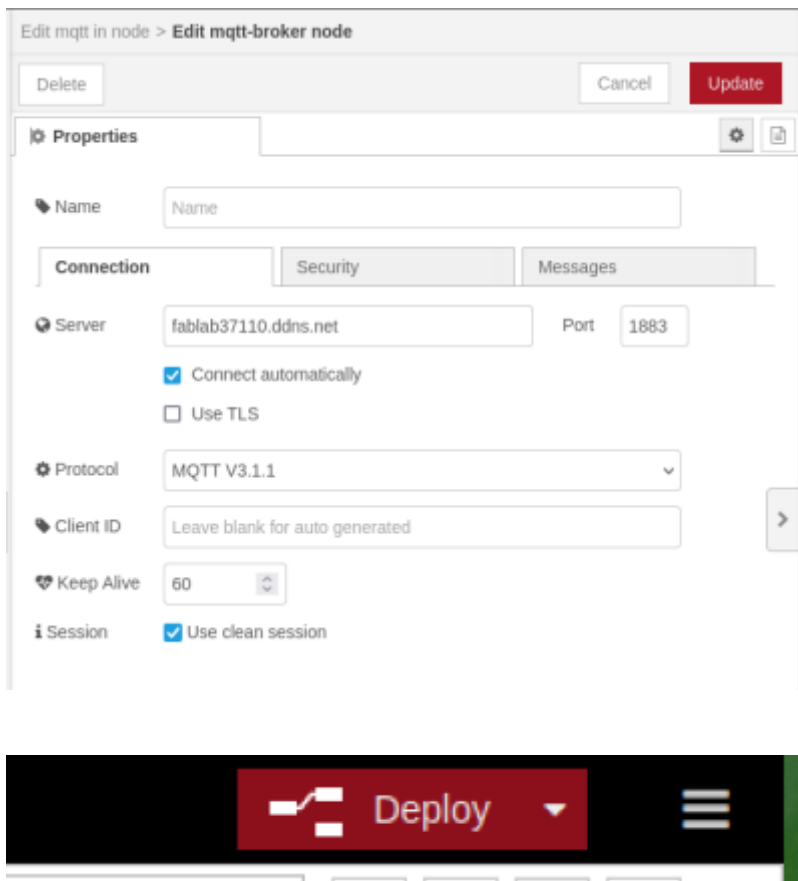 Edit mqtt in node > Edit mqtt-broker node
Delete Cancel Update
Properties
Name Name
Connection Security Messages
Server fablab37110.ddns.net Port 1883
Connect automatically
Use TLS
Protocol MQTT V3.1.1
Client ID Leave blank for auto generated
Keep Alive 60
Session Use clean session
Deploy